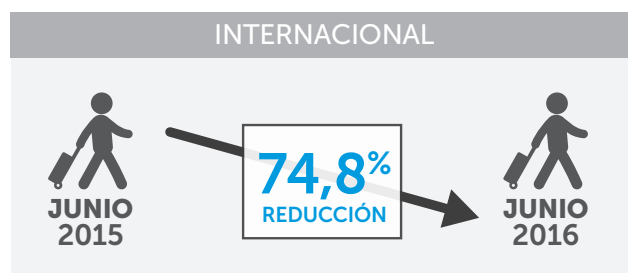 INTERNACIONAL
JUNIO
2015
74,8%
REDUCCIÓN
JUNIO
2016